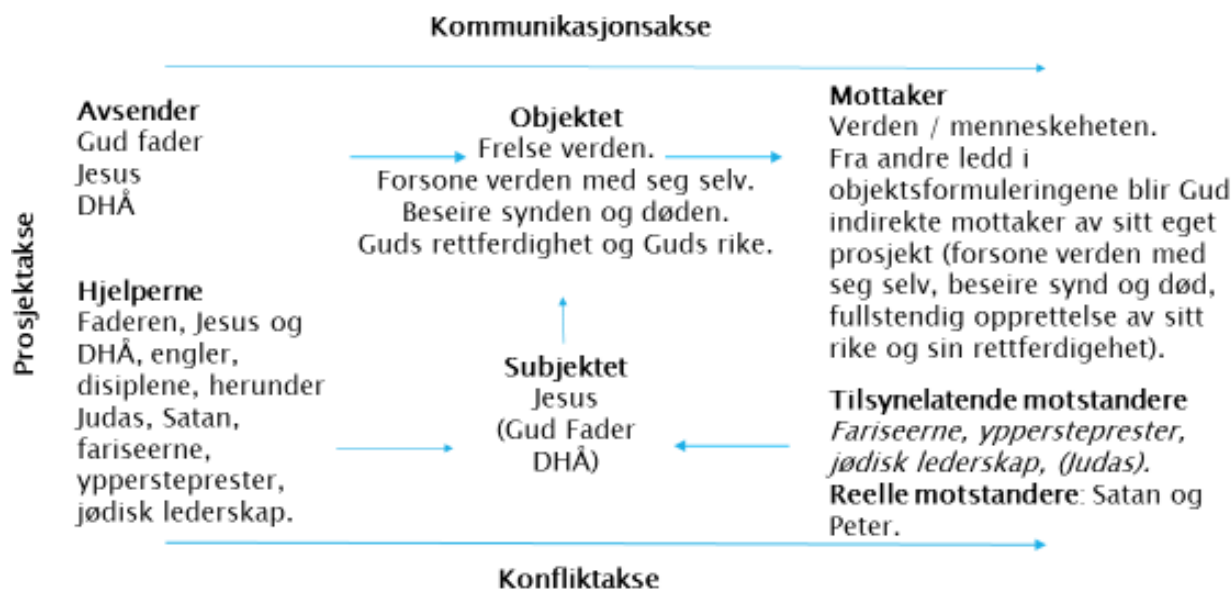 Kommunikasjonsakse
Avsender
Gud fader
Jesus
DHÅ
Objektet
Frelse verden.
Forsone verden med seg selv.
Beseire synden og døden.
Guds rettferdighet og Guds rike.
Mottaker
Verden / menneskeheten.
Fra andre ledd i
objektsformuleringene blir Gud
indirekte mottaker av sitt eget
prosjekt (forsone verden med
seg selv, beseire synd og død,
fullstendig opprettelse av sitt
rike og sin rettferdigehet).
Prosjektakse
Hjelperne
Faderen, Jesus og
DHÅ, engler,
disiplene, herunder
Judas, Satan,
fariseerne,
yppersteprester,
jødisk lederskap.
Subjektet
Jesus
(Gud Fader
DHÅ)
Tilsynelatende motstandere
Fariseerne, yppersteprester,
jødisk lederskap, (Judas).
Reelle motstandere: Satan og
Peter.
Konfliktakse